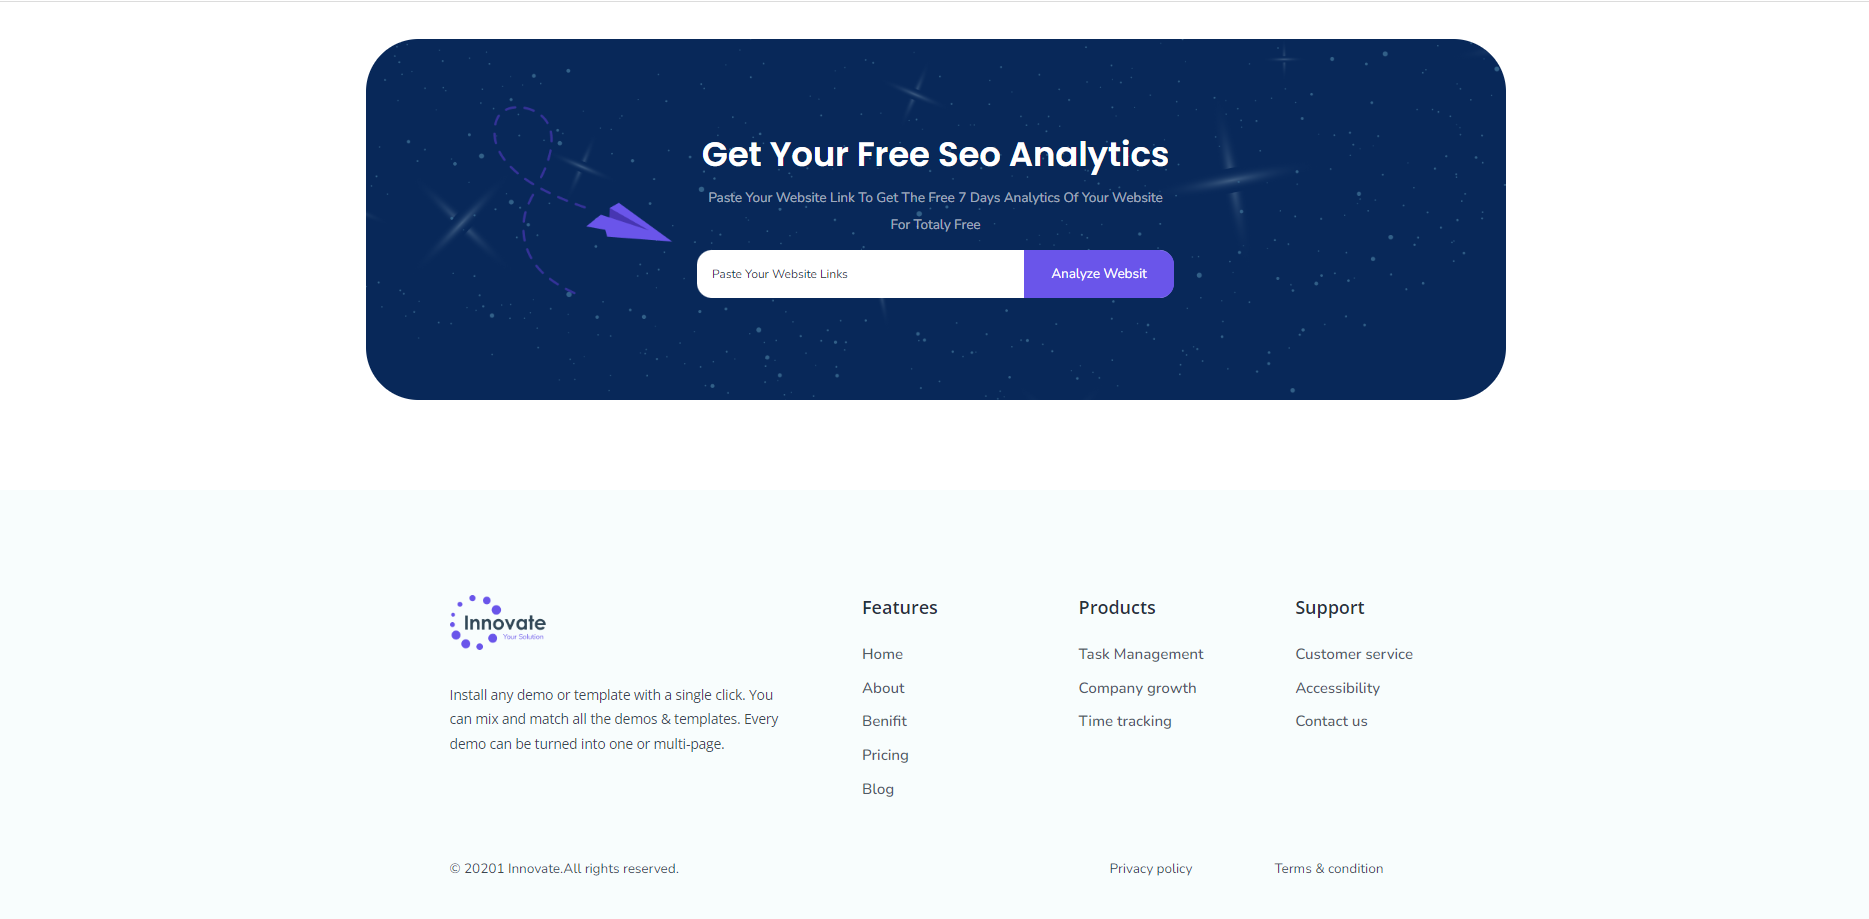 Get Your Free Seo Analytics
Paste Your Website Link To Get The Free 7 Days Analytics Of Your Website
For Totaly Free
Paste Your Website Links
Analyze Websit
Innovate
Your Solution
Install any demo or template with a single click. You
can mix and match all the demos & templates. Every
demo can be turned into one or multi-page.
Features
Home
About
Benifit
Pricing
Blog
Products
Task Management
Company growth
Time tracking
Support
Customer service
Accessibility
Contact us
© 20201 Innovate.All rights reserved.
Privacy policy
Terms & condition